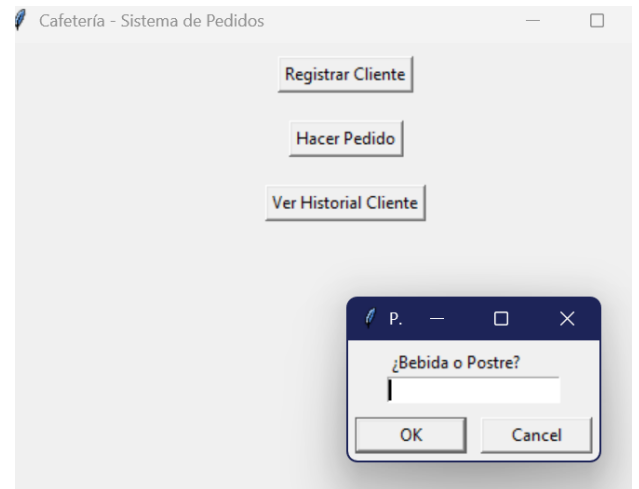 Cafetería - Sistema de Pedidos
Registrar Cliente
Hacer Pedido
Ver Historial Cliente
P.
¿Bebida o Postre?
OK
Cancel